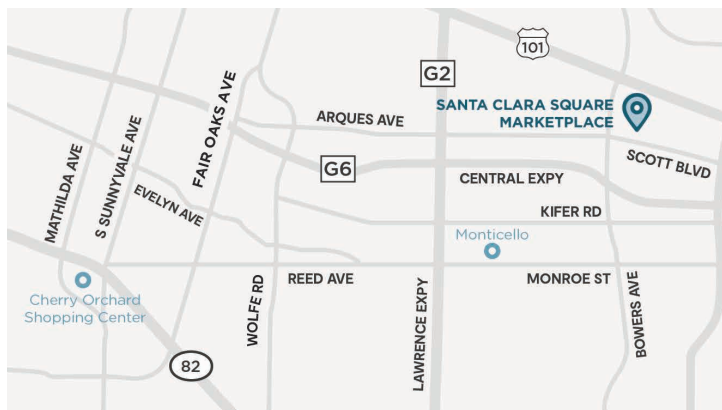 101
G2
SANTA CLARA SQUARE
MARKETPLACE
ARQUES AVE
FAIR OAKS AVE
S SUNNYVALE AVE
MATHILDA AVE
SCOTT BLVD
G6
CENTRAL EXPY
EVELYN AVE
KIFER RD
Monticello
REED AVE
MONROE ST
Cherry Orchard
Shopping Center
WOLFE RD
LAWRENCE EXPY
BOWERS AVE
82